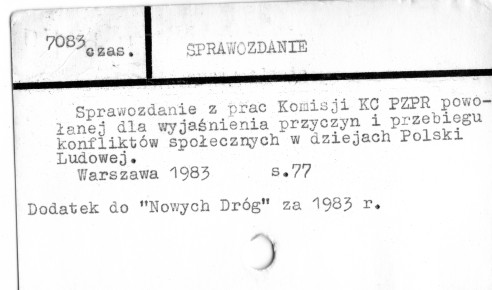 7083
czas.
SPRAWOZDANIE
Sprawozdanie z prac Komisji KC PZPR powo-
łanej dla wyjaśnienia przyczyn i przebiegu
konfliktów społecznych w dziejach Polski
Ludowej.
Warszawa 1983 s.77
Dodatek do "Nowych Dróg" za 1983 r.